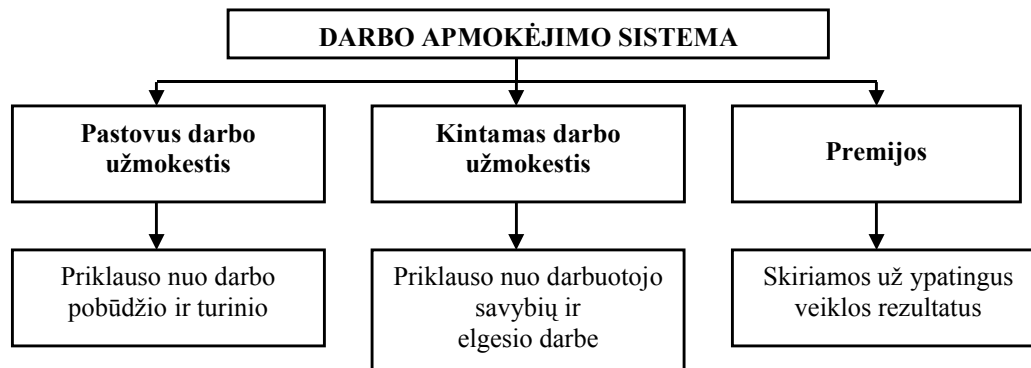 DARBO APMOKĖJIMO SISTEMA
Pastovus darbo
užmokestis
Kintamas darbo
užmokestis
Premijos
Priklauso nuo darbo
pobūdžio ir turinio
Priklauso nuo darbuotojo
savybių ir
elgesio darbe
Skiriamos už ypatingus
veiklos rezultatus